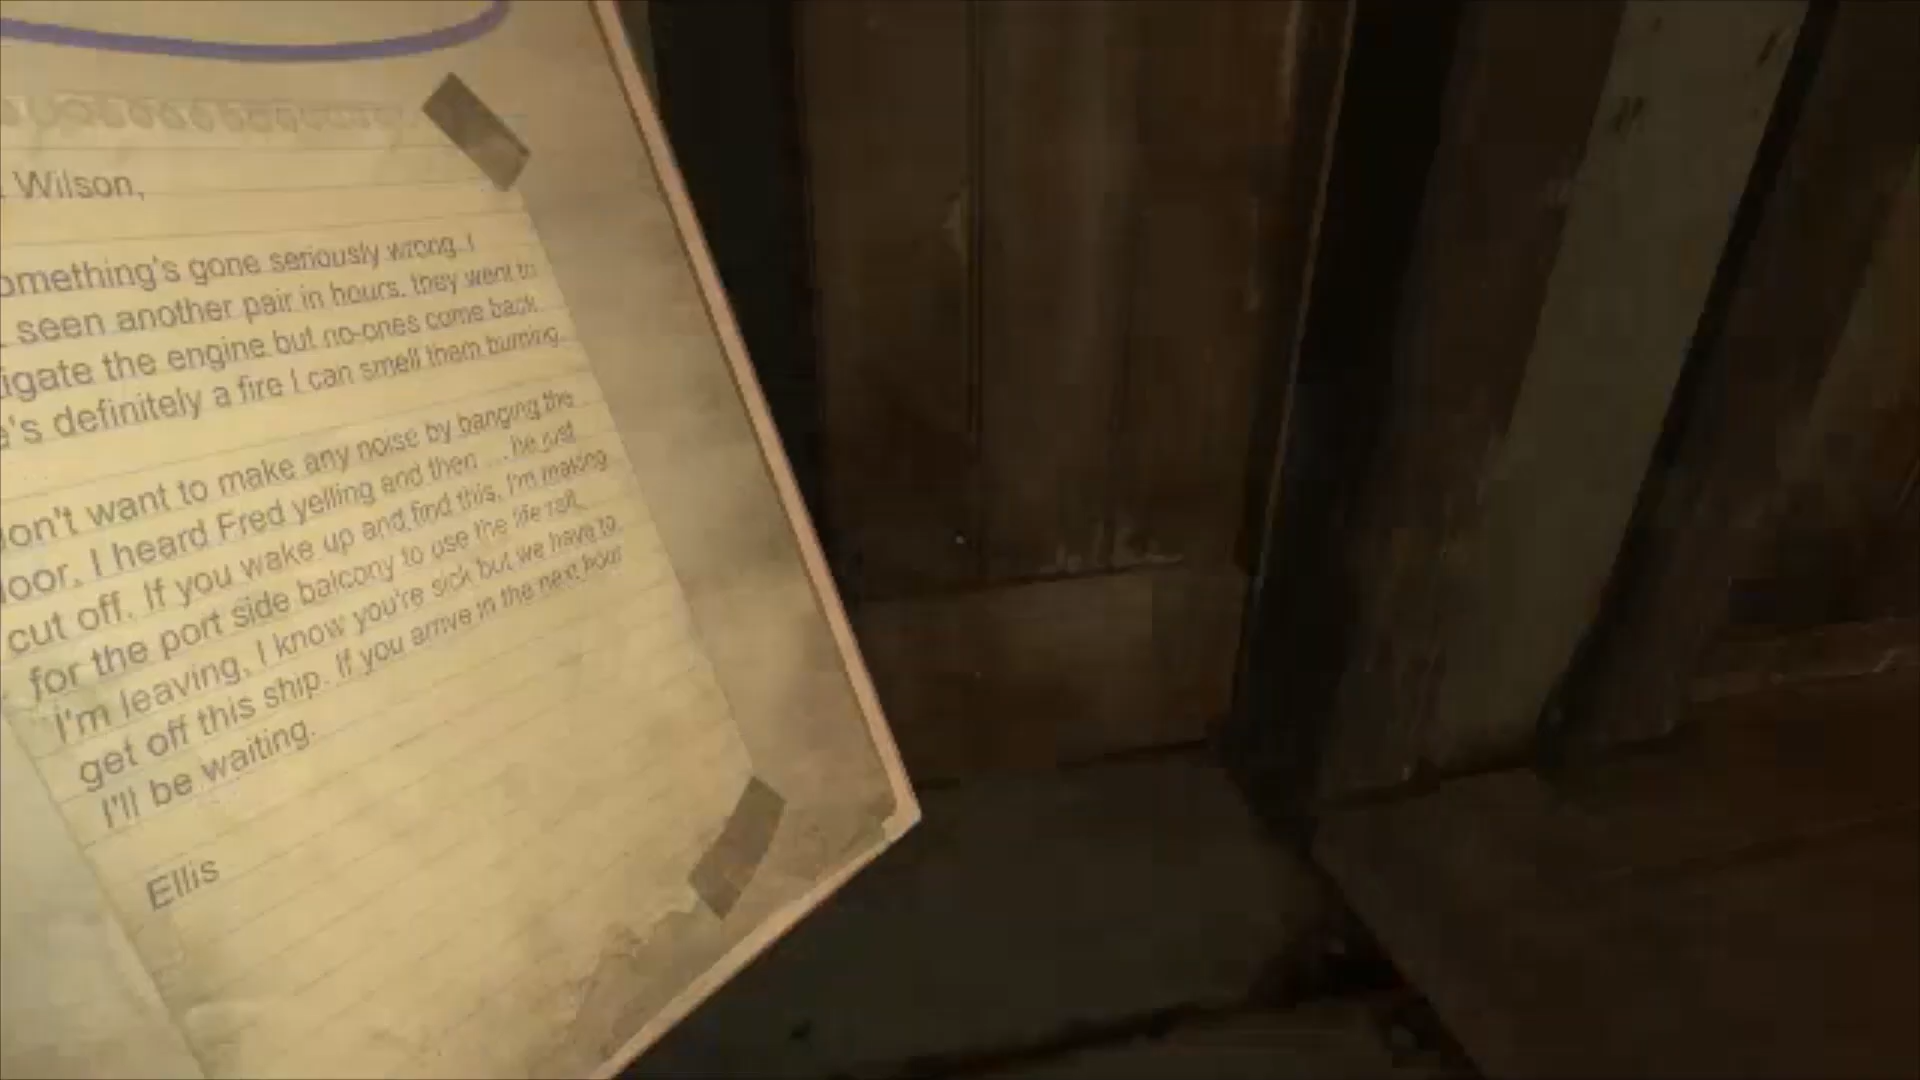 Wilson,
omething's gone seriously wrong. I
seen another pair in hours. they went to
igate the engine but no-ones come back.
e's definitely a fire I can smell them burning.
on't want to make any noise by banging the
oor. I heard Fred yelling and then ...he just
cut off. If you wake up and find this. I'm making
for the port side balcony to use the life raft.
I'm leaving. I know you're sick but we have to
get off this ship. If you arrive in the next hour
I'll be waiting.
Ellis